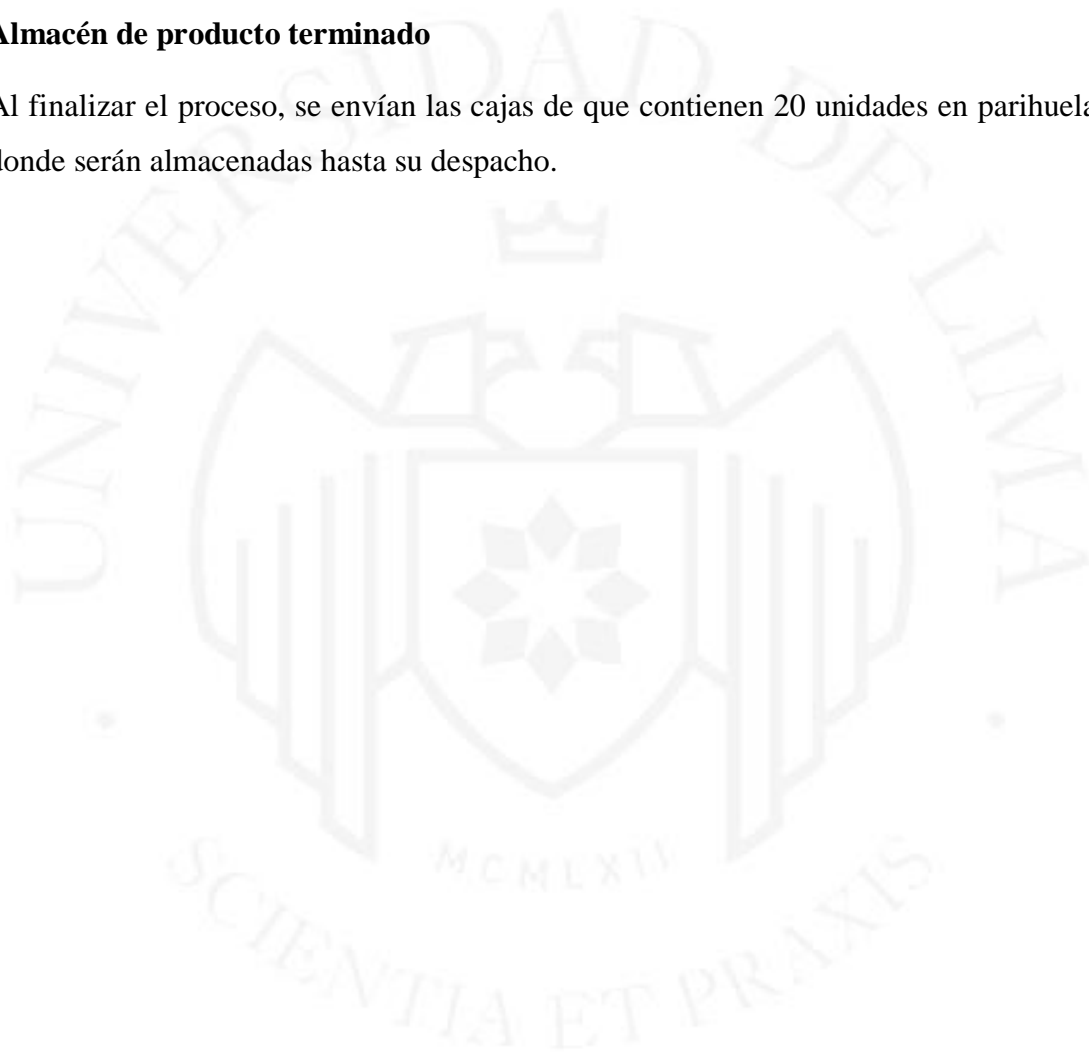 Almacén de producto terminado
Al finalizar el proceso, se envían las cajas de que contienen 20 unidades en parihuela
donde serán almacenadas hasta su despacho.
UNIVERSIDAD DE LIMA
MCMLXII
SCIENTIA ET PRAXIS